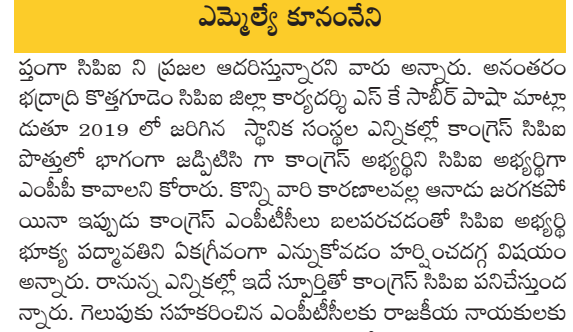 ఎమ్మెల్యే కూనంనేని
ప్తంగా సిపిఐ ని ప్రజల ఆదరిస్తున్నారని వారు అన్నారు. అనంతరం
భద్రాద్రి కొత్తగూడెం సిపిఐ జిల్లా కార్యదర్శి ఎస్ కే సాబీర్ పాషా మాట్లా
డుతూ 2019 లో జరిగిన స్థానిక సంస్థల ఎన్నికల్లో కాంగ్రెస్ సిపిఐ
పొత్తులో భాగంగా జడ్పిటిసి గా కాంగ్రెస్ అభ్యర్థిని సిపిఐ అభ్యర్థిగా
ఎంపీపీ కావాలని కోరారు. కొన్ని వారి కారణాలవల్ల ఆనాడు జరగకపో
యినా ఇప్పుడు కాంగ్రెస్ ఎంపీటీసీలు బలపరచడంతో సిపిఐ అభ్యర్థి
భూక్య పద్మావతిని ఏకగ్రీవంగా ఎన్నుకోవడం హర్షించదగ్గ విషయం
అన్నారు. రానున్న ఎన్నికల్లో ఇదే స్ఫూర్తితో కాంగ్రెస్ సిపిఐ పనిచేస్తుంద
న్నారు. గెలుపుకు సహకరించిన ఎంపీటీసీలకు రాజకీయ నాయకులకు